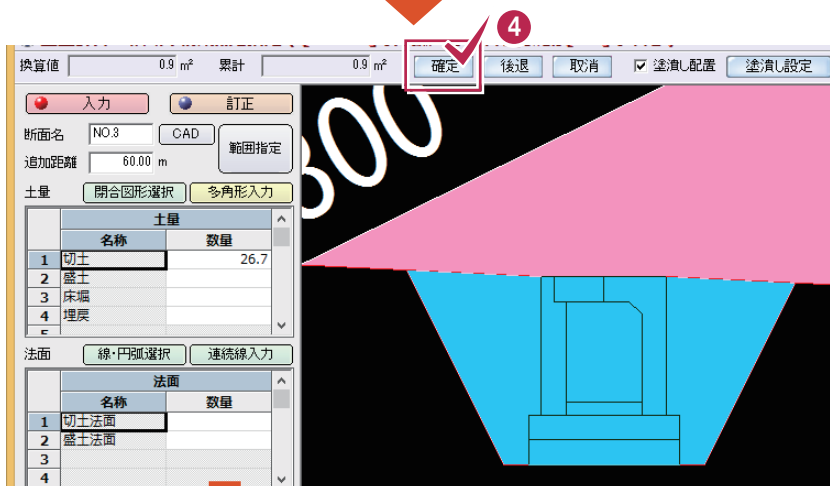 4
換算値 0.9 m² 累計 0.9 m² 確定 後退 取消 塗潰し配置 塗潰し設定
入力 訂正
断面名 NO.3 CAD 範囲指定
追加距離 60.00 m
土量 閉合図形選択 多角形入力
土量
名称 数量
1 切土 26.7
2 盛土
3 床堀
4 埋戻
法面 線・円弧選択 連続線入力
法面
名称 数量
1 切土法面
2 盛土法面
3
4
300